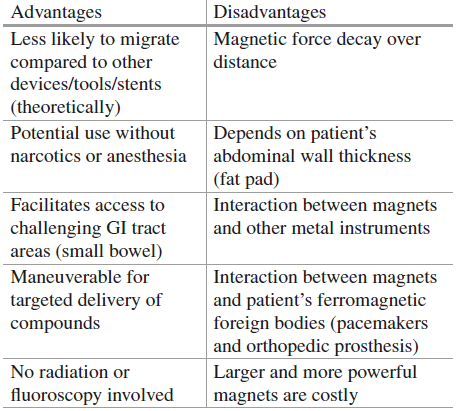 Advantages
Disadvantages
Less likely to migrate
compared to other
devices/tools/stents
(theoretically)
Magnetic force decay over
distance
Potential use without
narcotics or anesthesia
Depends on patient's
abdominal wall thickness
(fat pad)
Facilitates access to
challenging GI tract
areas (small bowel)
Interaction between magnets
and other metal instruments
Maneuverable for
targeted delivery of
compounds
Interaction between magnets
and patient's ferromagnetic
foreign bodies (pacemakers
and orthopedic prosthesis)
No radiation or
fluoroscopy involved
Larger and more powerful
magnets are costly